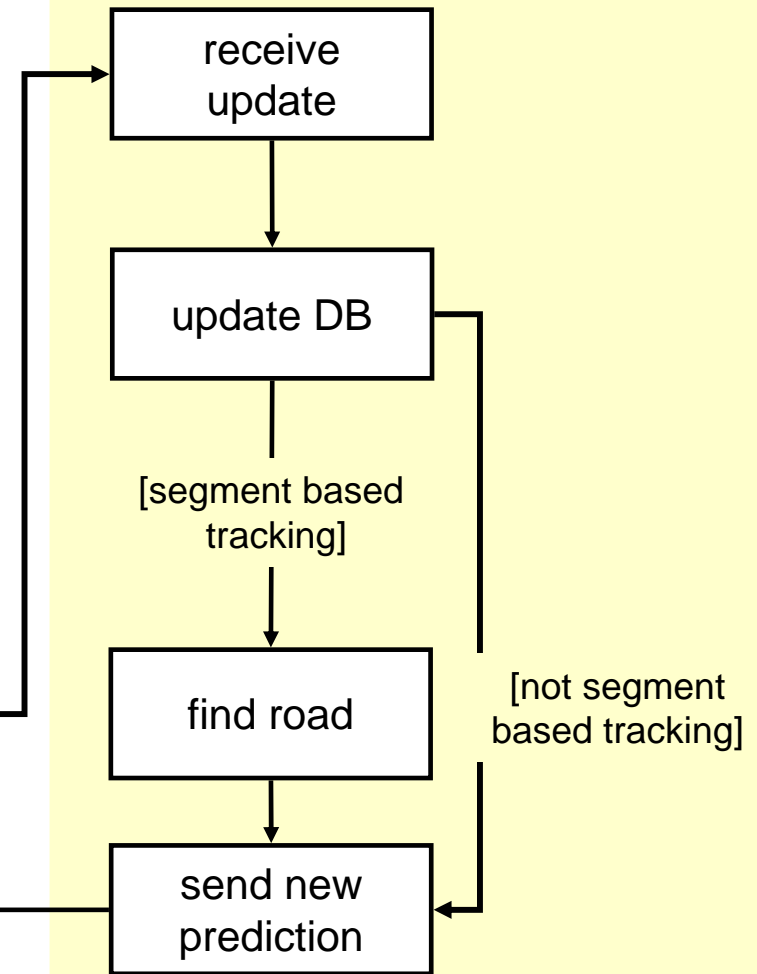 receive
update
update DB
[segment based
tracking]
find road
[not segment
based tracking]
send new
prediction